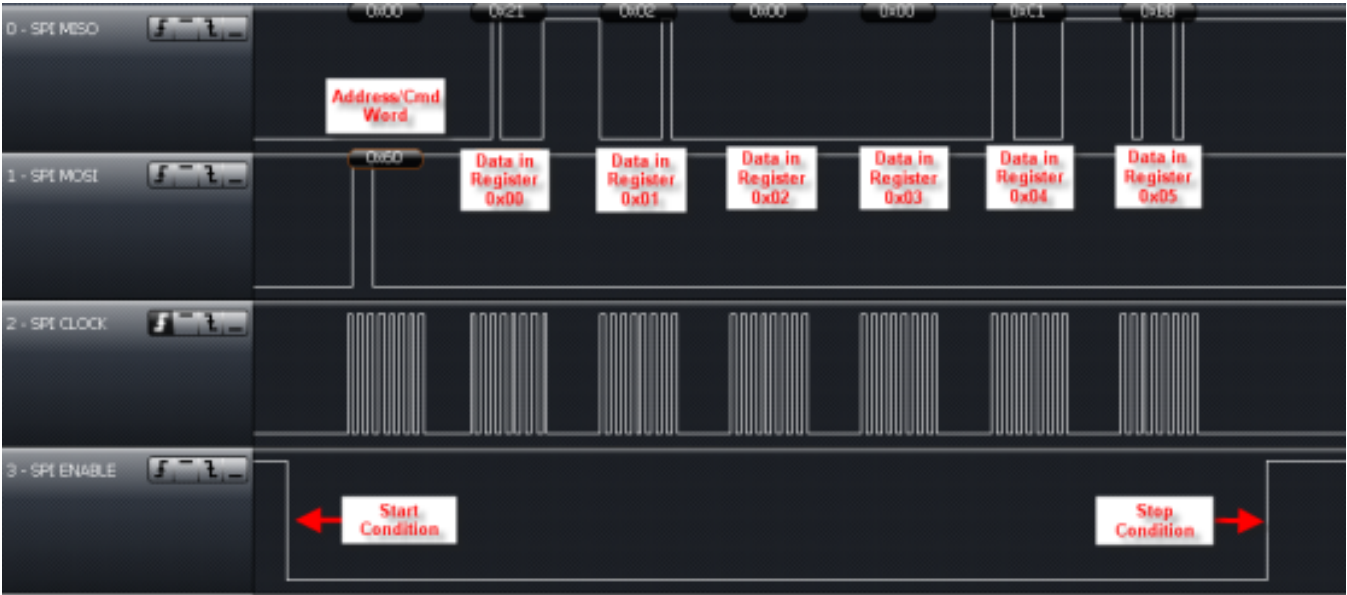 0 - SPI MISO
0x00 0x21 0x02 0x00 0x00 0xC1 0xBB
Address/Cmd
Word
1 - SPI MOSI
0x60
Data in
Register
0x00
Data in
Register
0x01
Data in
Register
0x02
Data in
Register
0x03
Data in
Register
0x04
Data in
Register
0x05
2 - SPI CLOCK
3 - SPI ENABLE
Start
Condition
Stop
Condition